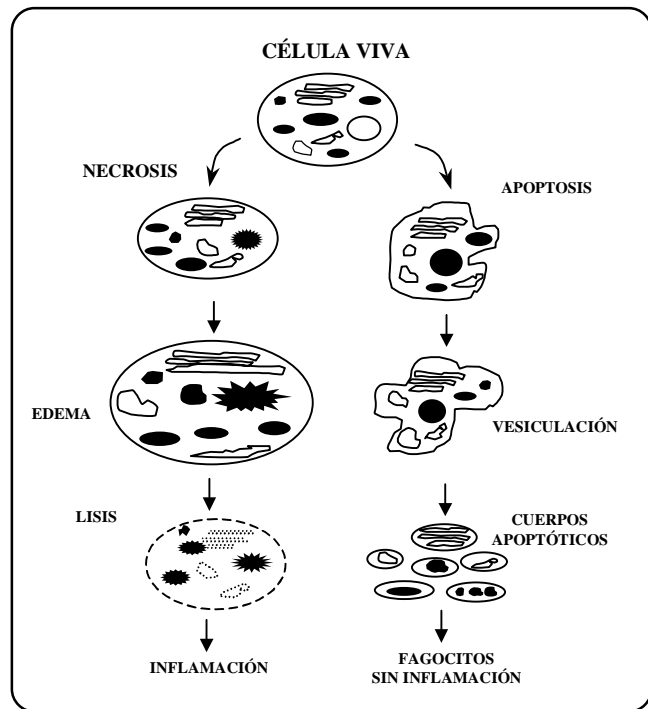 CÉLULA VIVA
NECROSIS
APOPTOSIS
EDEMA
VESICULACIÓN
LISIS
CUERPOS
APOPTÓTICOS
INFLAMACIÓN
FAGOCITOS
SIN INFLAMACIÓN